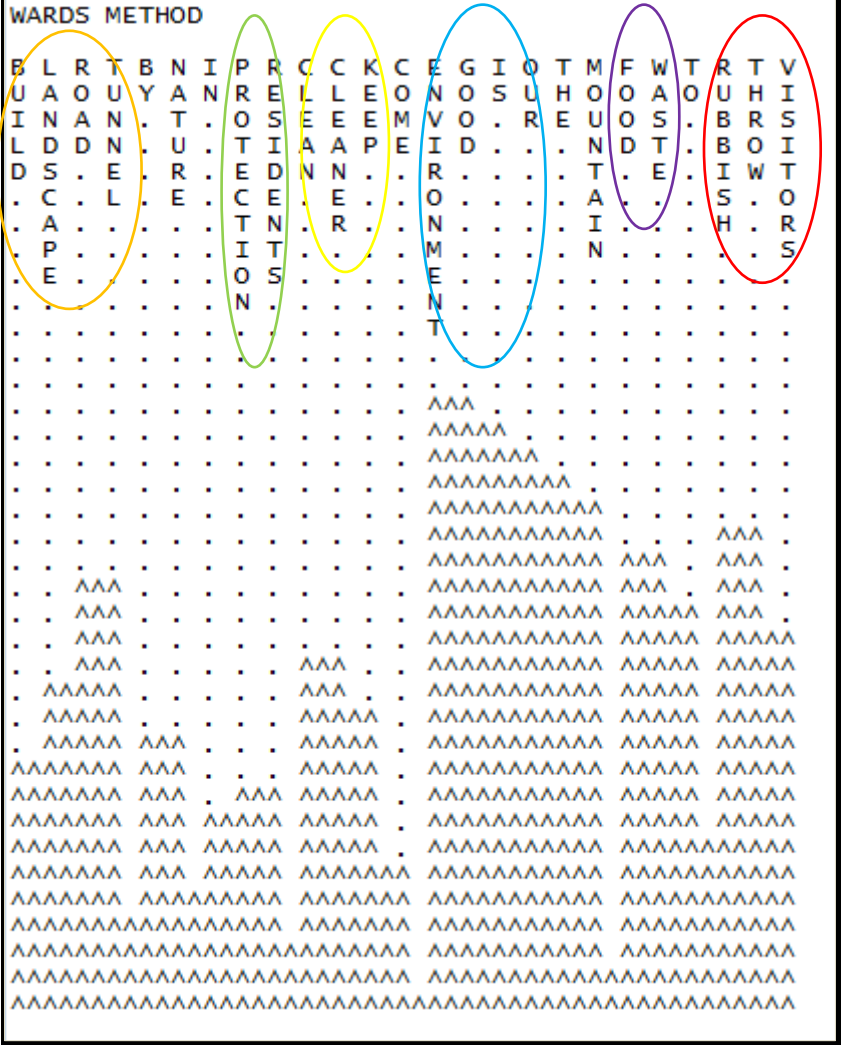 WARDS METHOD
BUILD
LANDSCAPE
ROAD
TUNNEL
BY
NATURE
IN
PROTECTION
RESIDENTS
CLEAN
CLEANER
KEEP
COME
ENVIRONMENT
GOOD
IS
OUR
THE
MOUNTAIN
FOOD
WASTE
TO
RUBBISH
THROW
VISITORS